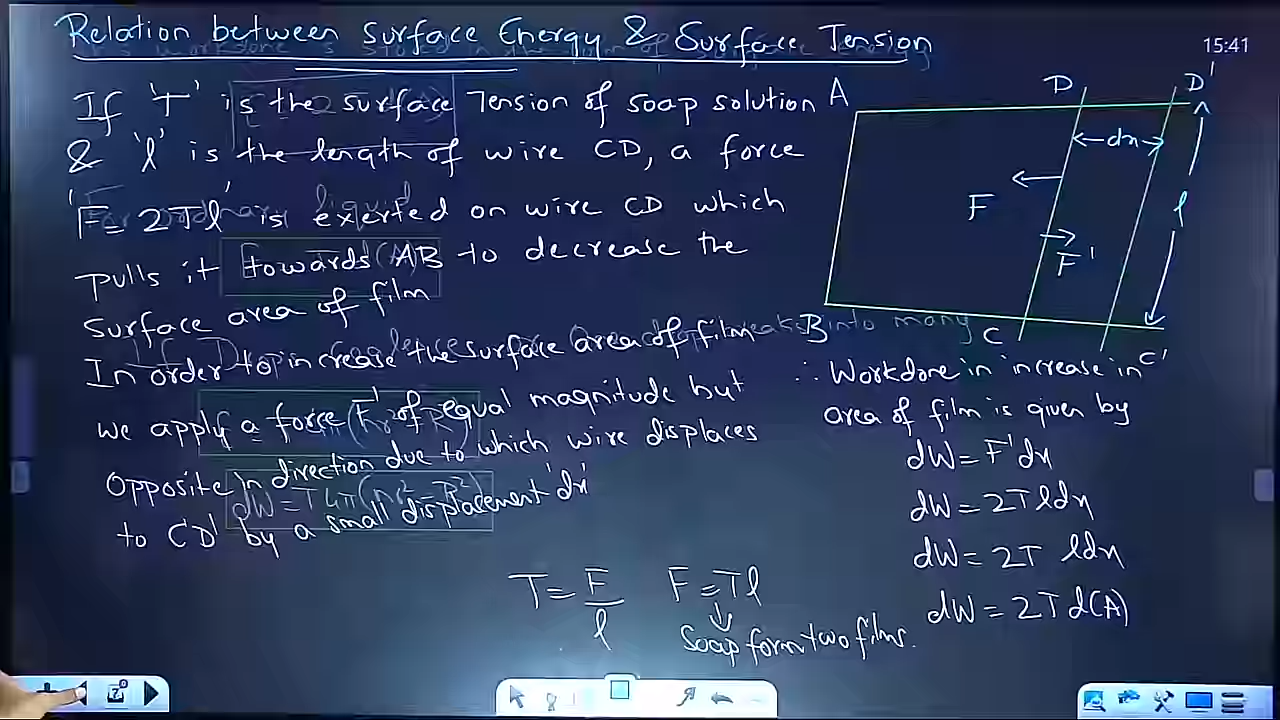 Relation between Surface Energy & Surface Tension
15:41
If 'T' is the surface Tension of soap solution
& 'l' is the length of wire CD, a force
'F = 2Tl' is exerted on wire CD which
pulls it towards AB to decrease the
surface area of film
In order to increase the surface area of film
we apply a force F' of equal magnitude but
opposite in direction due to which wire displaces
to C'D' by a small displacement 'dx'
A
D
D'
dx
F
F'
l
B
C
C'
∴ Workdone in increase in
area of film is given by
dW = F'dx
dW = 2Tldx
dW = 2T ldx
dW = 2Td(A)
T = F/l F = Tl
Soap form two films.